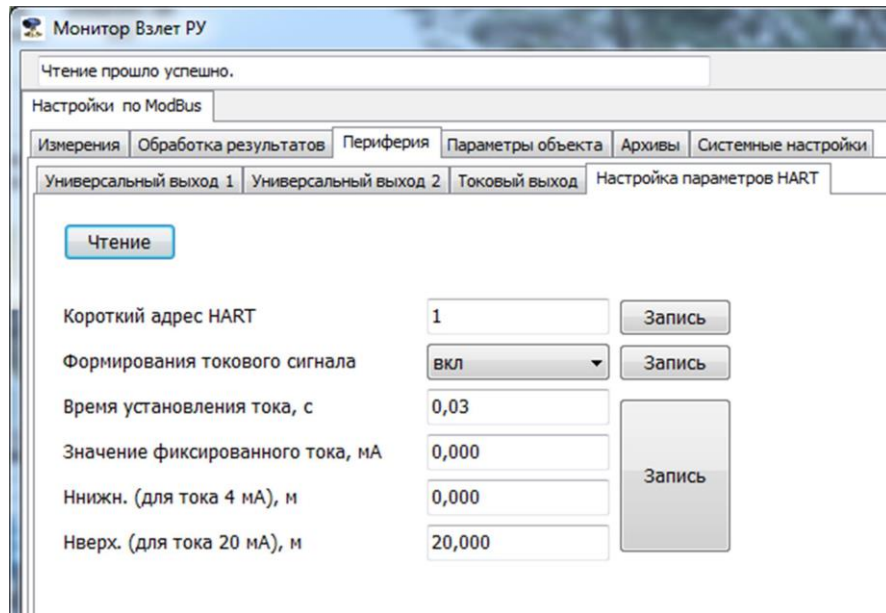 Монитор Взлет РУ
Чтение прошло успешно.
Настройки по ModBus
Измерения Обработка результатов Периферия Параметры объекта Архивы Системные настройки
Универсальный выход 1 Универсальный выход 2 Токовый выход Настройка параметров HART
Чтение
Короткий адрес HART 1 Запись
Формирования токового сигнала вкл Запись
Время установления тока, с 0,03
Значение фиксированного тока, мА 0,000
Запись
Ннижн. (для тока 4 мА), м 0,000
Нверх. (для тока 20 мА), м 20,000